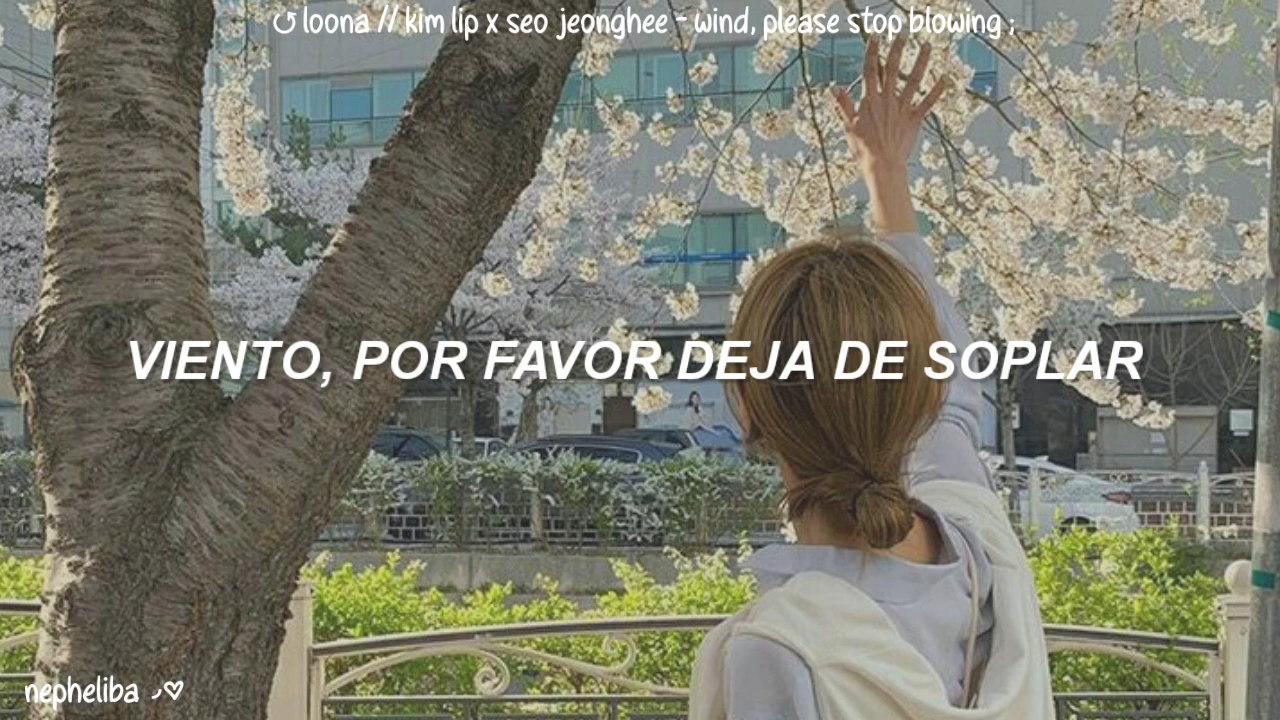 ↺ loona // kim lip x seo jeonghee - wind, please stop blowing ;
VIENTO, POR FAVOR DEJA DE SOPLAR
nepheliba ⸝♡